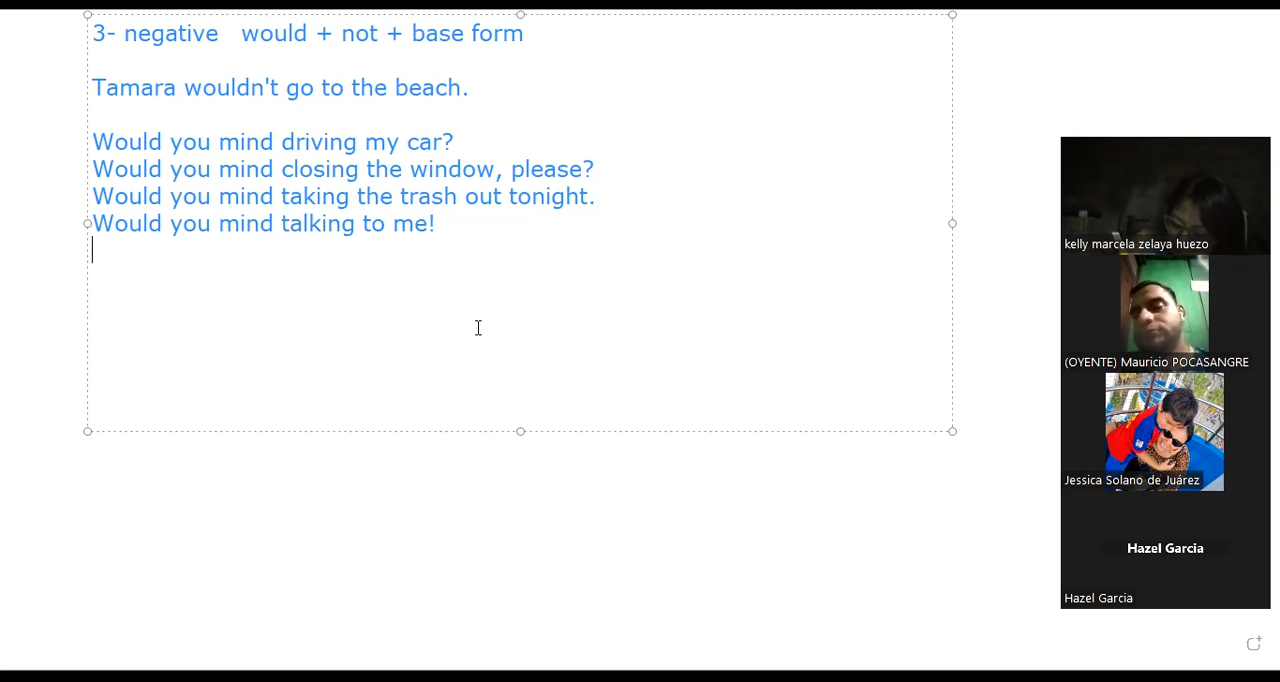 3- negative   would + not + base form
Tamara wouldn't go to the beach.
Would you mind driving my car?
Would you mind closing the window, please?
Would you mind taking the trash out tonight.
Would you mind talking to me!
kelly marcela zelaya huezo
(OYENTE) Mauricio POCASANGRE
Jessica Solano de Juárez
Hazel Garcia
Hazel Garcia